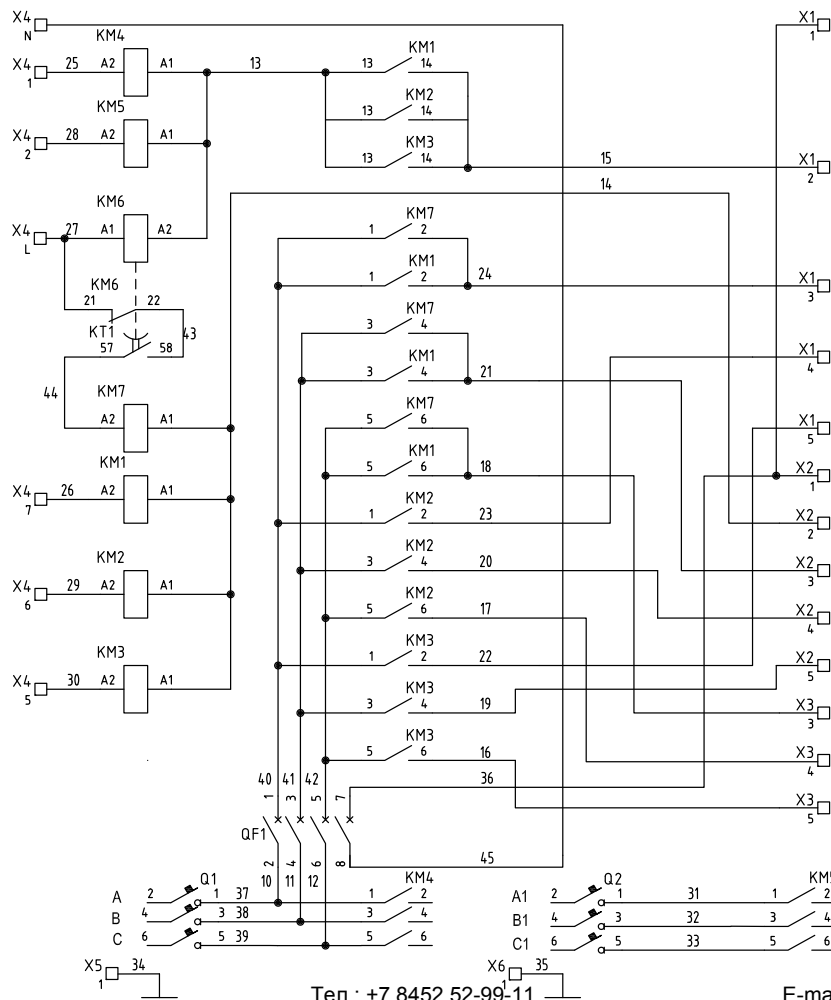 X4 N X1 1
KM4 KM1
X4 1 25 A2 A1 13 13 14
KM5 KM2
X4 2 28 A2 A1 13 14
KM3
13 14 15 X1 2
14
KM6 KM7
X4 L 27 A1 A2 1 2
KM6 KM1
21 22 1 2 24 X1 3
KT1 KM7
57 58 43 3 4 X1 4
44 KM1
3 4 21
KM7 KM7
A2 A1 5 6 X1 5
KM1 KM1
5 6 18 X2 1
X4 7 26 A2 A1
KM2
1 2 23 X2 2
KM2 KM2
3 4 20 X2 3
X4 6 29 A2 A1
KM2
5 6 17 X2 4
KM3 KM3
1 2 22 X2 5
X4 5 30 A2 A1
KM3
3 4 19 X3 3
KM3
5 6 16 X3 4
40 41 42 36
1 3 5 7 X3 5
QF1
2 4 6 8 45
10 11 12
Q1 KM4 Q2 KM5
A 2 1 37 1 2 A1 2 1 31 1 2
B 4 3 38 3 4 B1 4 3 32 3 4
C 6 5 39 5 6 C1 6 5 33 5 6
X5 1 34 X6 1 35
Тел.: +7 8452 52-99-11 E-ma